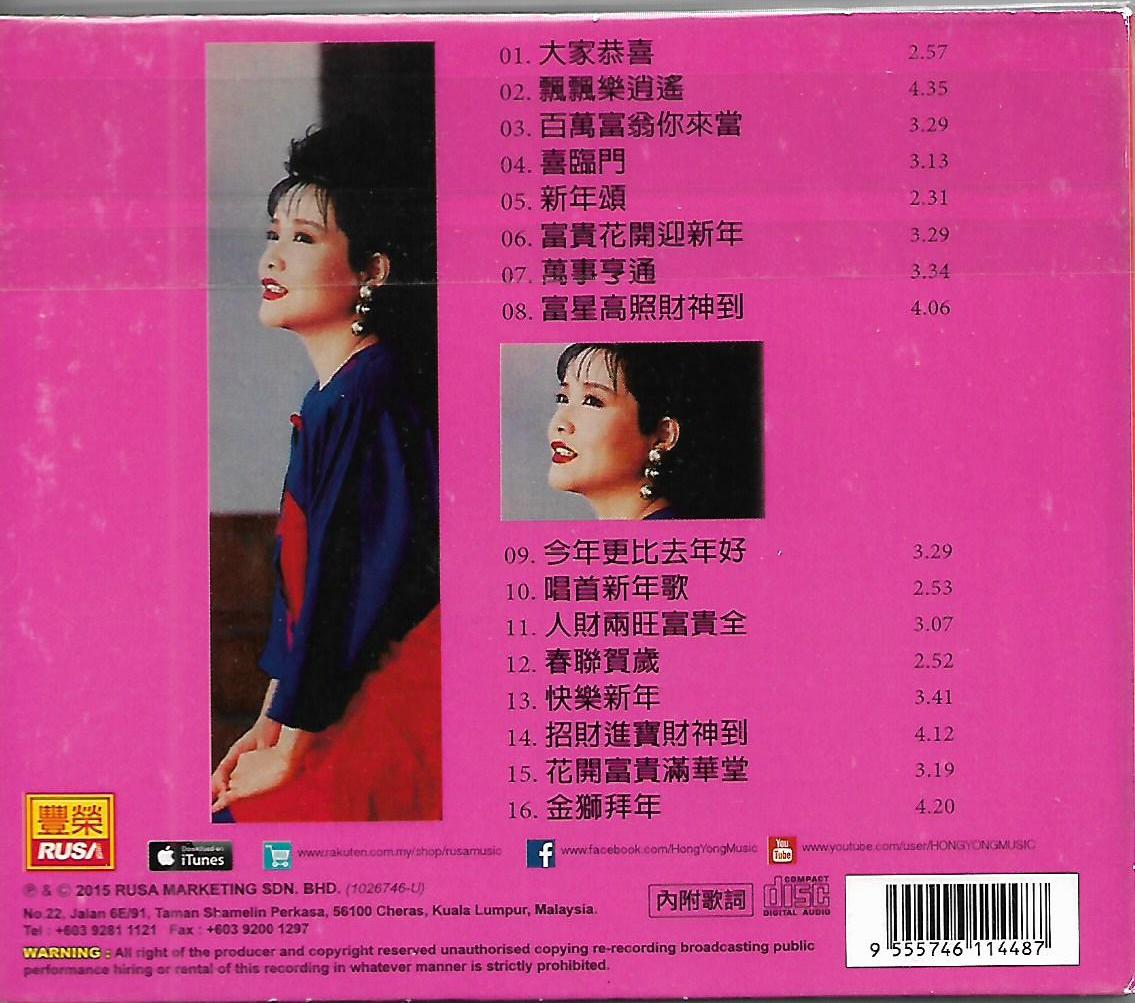 01. 大家恭喜 2.57
02. 飄飄樂逍遙 4.35
03. 百萬富翁你來當 3.29
04. 喜臨門 3.13
05. 新年頌 2.31
06. 富貴花開迎新年 3.29
07. 萬事亨通 3.34
08. 富星高照財神到 4.06
09. 今年更比去年好 3.29
10. 唱首新年歌 2.53
11. 人財兩旺富貴全 3.07
12. 春聯賀歲 2.52
13. 快樂新年 3.41
14. 招財進寶財神到 4.12
15. 花開富貴滿華堂 3.19
16. 金獅拜年 4.20
豐榮
RUSA
Download on
iTunes
www.rakuten.com.my/shop/rusamusic
www.facebook.com/HongYongMusic
You
Tube
www.youtube.com/user/HONGYONGMUSIC
℗ & © 2015 RUSA MARKETING SDN. BHD. (1026746-U)
No.22, Jalan 6E/91, Taman Shamelin Perkasa, 56100 Cheras, Kuala Lumpur, Malaysia.
Tel : +603 9281 1121 Fax : +603 9200 1297
WARNING : All right of the producer and copyright reserved unauthorised copying re-recording broadcasting public
performance hiring or rental of this recording in whatever manner is strictly prohibited.
內附歌詞
COMPACT
disc
DIGITAL AUDIO
9 555746 114487